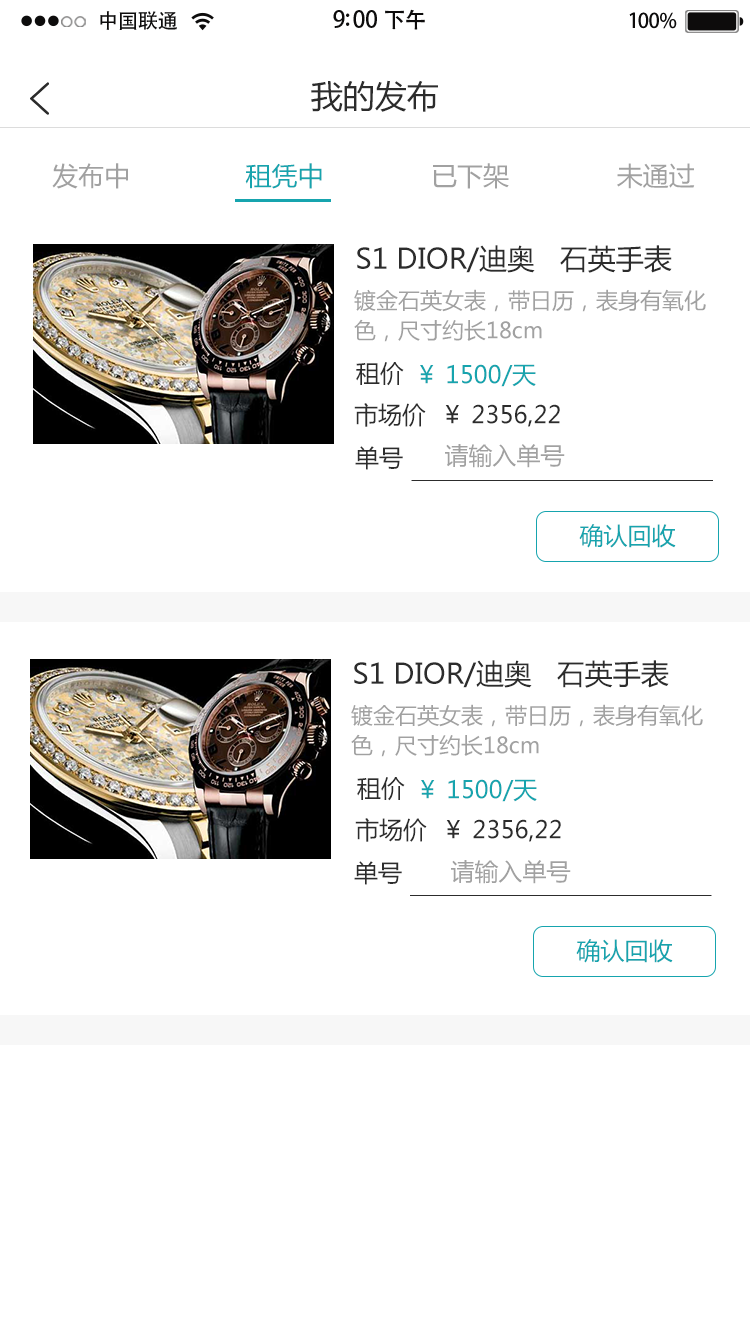 中国联通 9:00 下午 100%
我的发布
发布中 租凭中 已下架 未通过
S1 DIOR/迪奥 石英手表
镀金石英女表，带日历，表身有氧化
色，尺寸约长18cm
租价 ¥ 1500/天
市场价 ¥ 2356,22
单号 请输入单号
确认回收
S1 DIOR/迪奥 石英手表
镀金石英女表，带日历，表身有氧化
色，尺寸约长18cm
租价 ¥ 1500/天
市场价 ¥ 2356,22
单号 请输入单号
确认回收